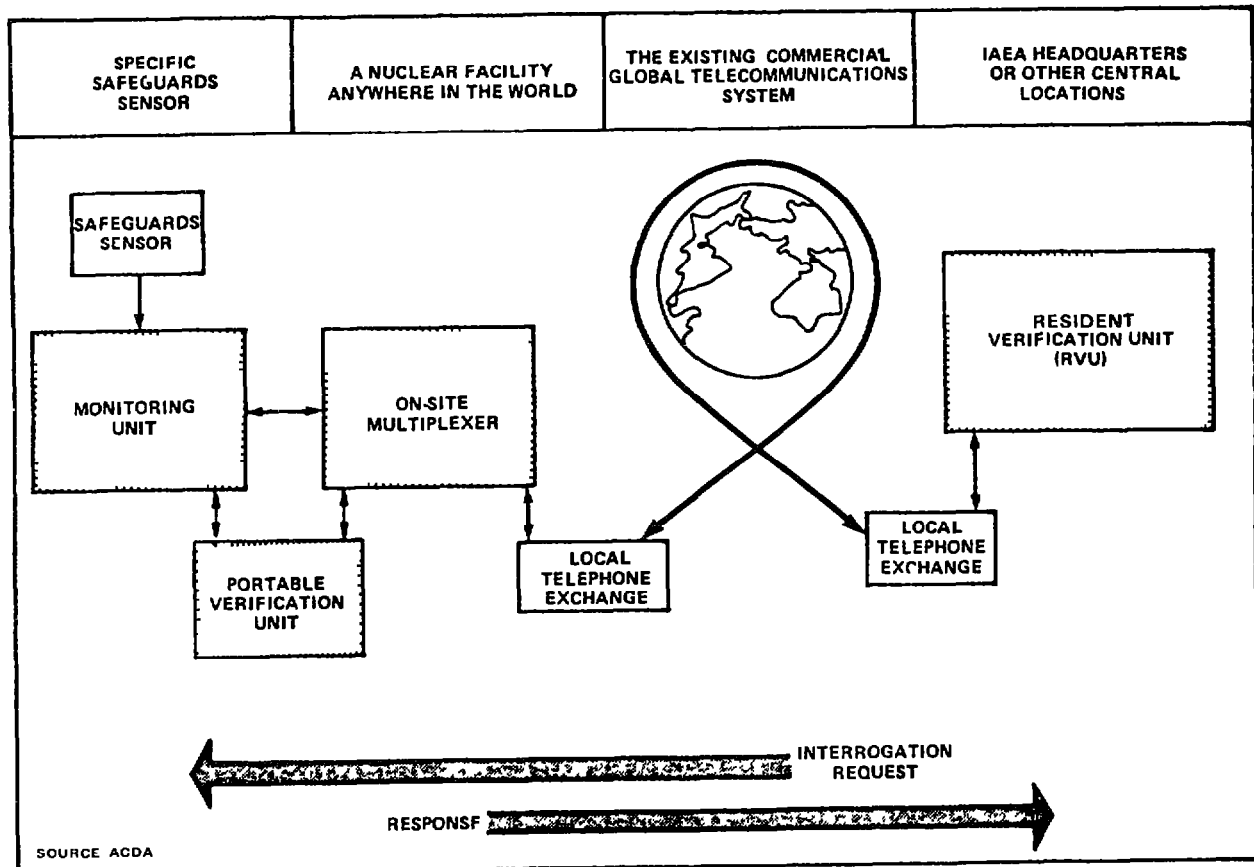 SPECIFIC
SAFEGUARDS
SENSOR
A NUCLEAR FACILITY
ANYWHERE IN THE WORLD
THE EXISTING COMMERCIAL
GLOBAL TELECOMMUNICATIONS
SYSTEM
IAEA HEADQUARTERS
OR OTHER CENTRAL
LOCATIONS
SAFEGUARDS
SENSOR
MONITORING
UNIT
ON-SITE
MULTIPLEXER
PORTABLE
VERIFICATION
UNIT
LOCAL
TELEPHONE
EXCHANGE
RESIDENT
VERIFICATION UNIT
(RVU)
LOCAL
TELEPHONE
EXCHANGE
INTERROGATION
REQUEST
RESPONSE
SOURCE ACDA